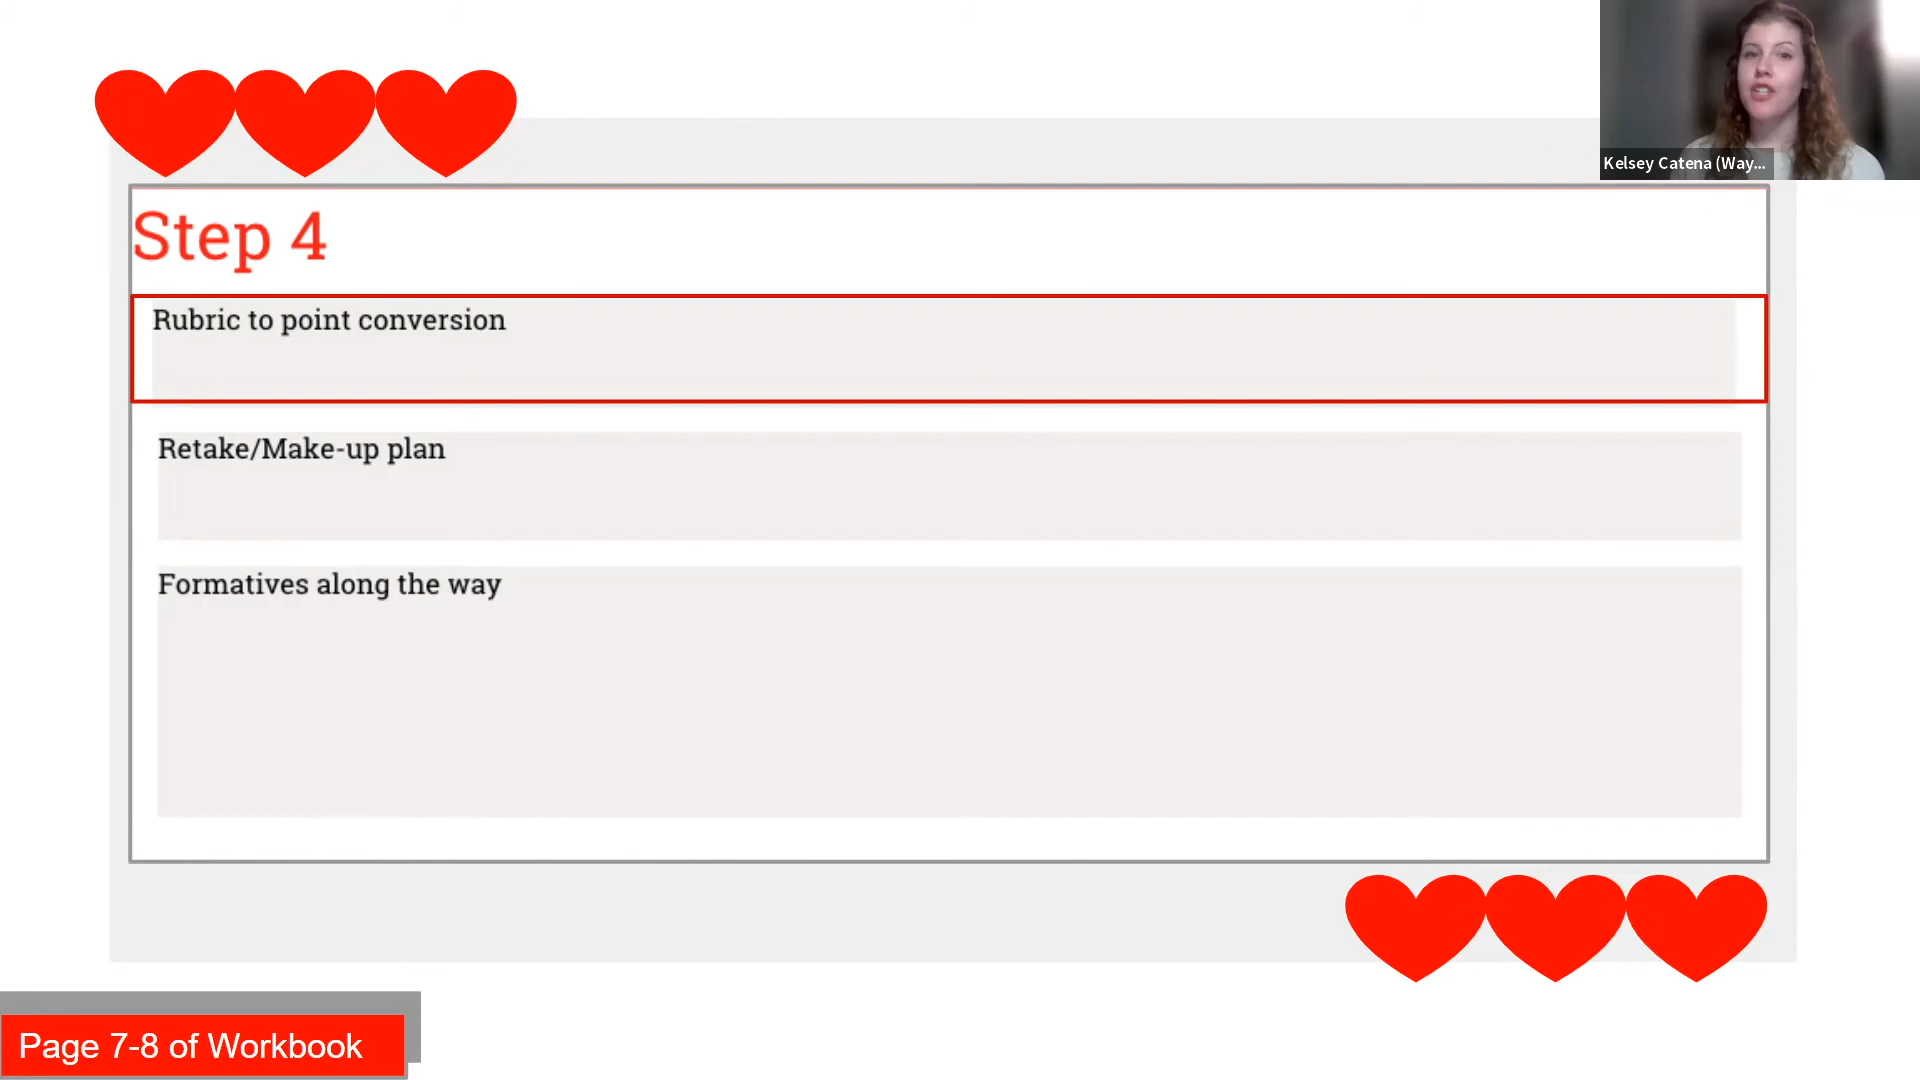 Kelsey Catena (Way...
Step 4
Rubric to point conversion
Retake/Make-up plan
Formatives along the way
Page 7-8 of Workbook